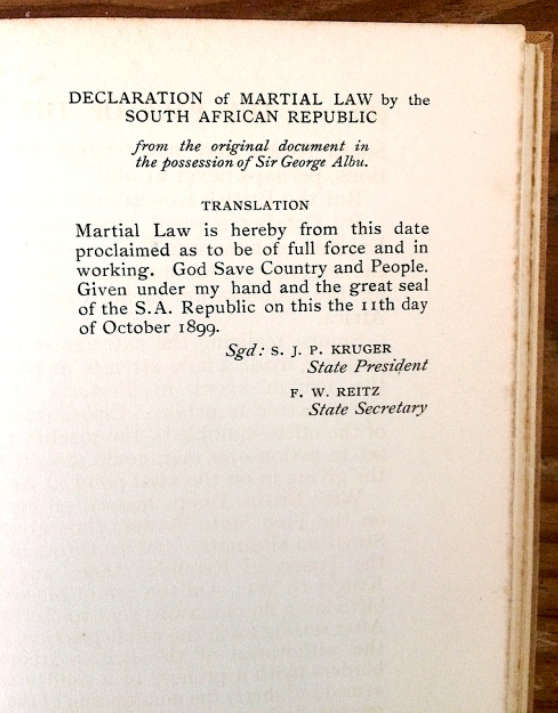 DECLARATION of MARTIAL LAW by the
SOUTH AFRICAN REPUBLIC
from the original document in
the possession of Sir George Albu.
TRANSLATION
Martial Law is hereby from this date
proclaimed as to be of full force and in
working. God Save Country and People.
Given under my hand and the great seal
of the S.A. Republic on this the 11th day
of October 1899.
Sgd: S. J. P. KRUGER
State President
F. W. REITZ
State Secretary